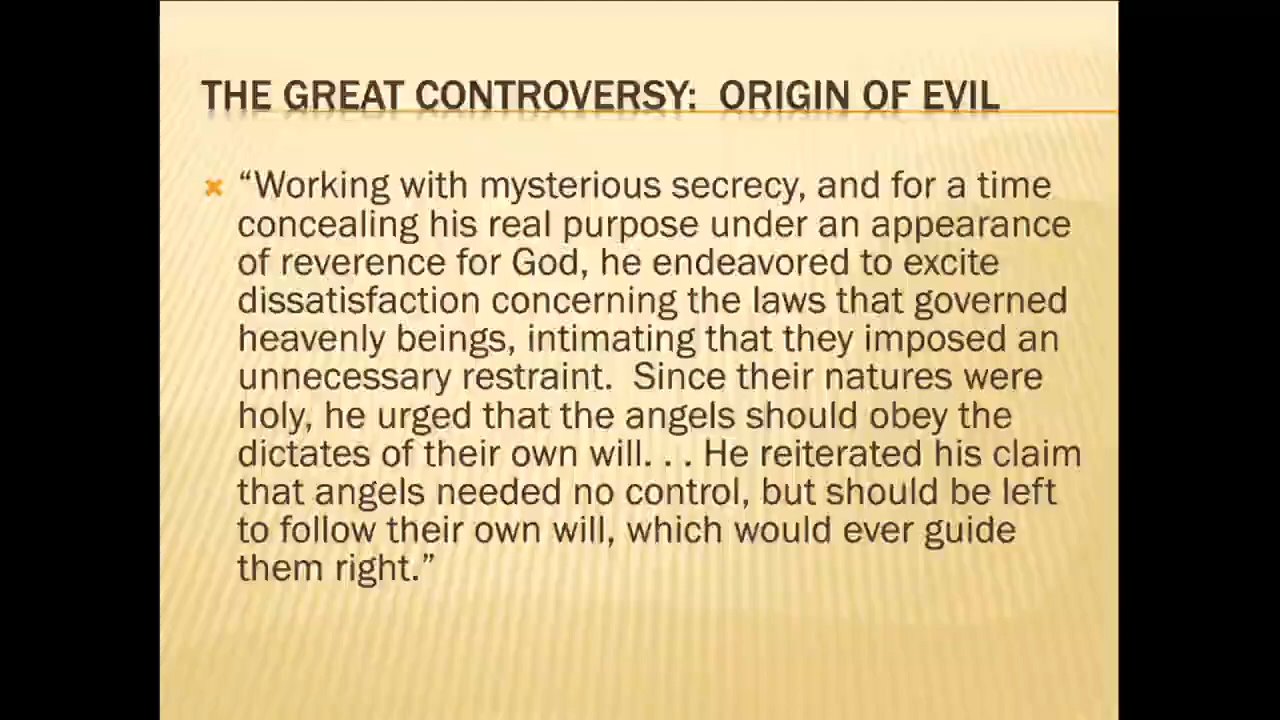 THE GREAT CONTROVERSY: ORIGIN OF EVIL
“Working with mysterious secrecy, and for a time
concealing his real purpose under an appearance
of reverence for God, he endeavored to excite
dissatisfaction concerning the laws that governed
heavenly beings, intimating that they imposed an
unnecessary restraint. Since their natures were
holy, he urged that the angels should obey the
dictates of their own will. . . He reiterated his claim
that angels needed no control, but should be left
to follow their own will, which would ever guide
them right.”